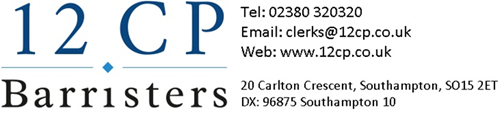 12 CP
Barristers
Tel: 02380 320320
Email: clerks@12cp.co.uk
Web: www.12cp.co.uk
20 Carlton Crescent, Southampton, SO15 2ET
DX: 96875 Southampton 10